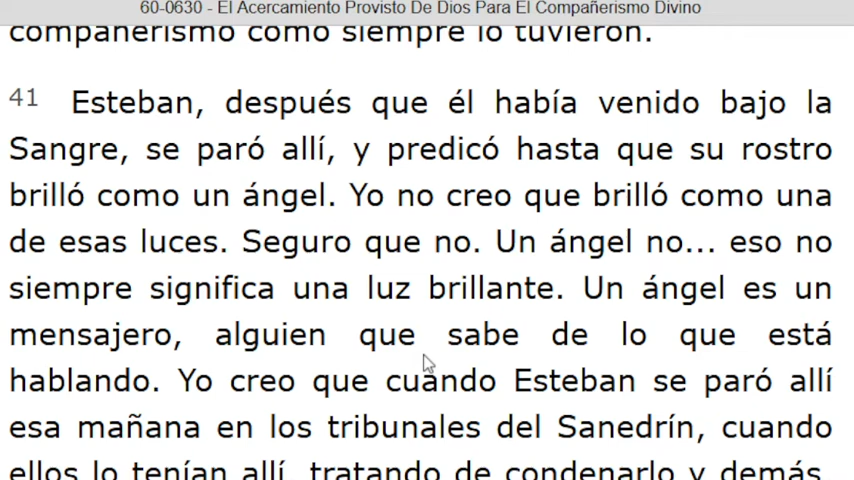 60-0630 - El Acercamiento Provisto De Dios Para El Compañerismo Divino
compañerismo como siempre lo tuvieron.
41 Esteban, después que él había venido bajo la
Sangre, se paró allí, y predicó hasta que su rostro
brilló como un ángel. Yo no creo que brilló como una
de esas luces. Seguro que no. Un ángel no... eso no
siempre significa una luz brillante. Un ángel es un
mensajero, alguien que sabe de lo que está
hablando. Yo creo que cuando Esteban se paró allí
esa mañana en los tribunales del Sanedrín, cuando
ellos lo tenían allí, tratando de condenarlo y demás,